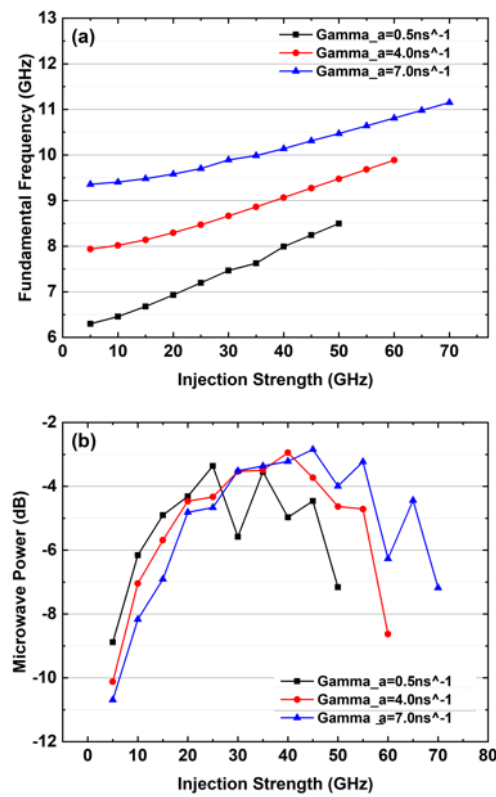 (a)
Gamma_a=0.5ns^-1
Gamma_a=4.0ns^-1
Gamma_a=7.0ns^-1
Fundamental Frequency (GHz)
13
12
11
10
9
8
7
6
0 10 20 30 40 50 60 70
Injection Strength (GHz)
(b)
Microwave Power (dB)
-2
-4
-6
-8
-10
-12
Gamma_a=0.5ns^-1
Gamma_a=4.0ns^-1
Gamma_a=7.0ns^-1
0 10 20 30 40 50 60 70 80
Injection Strength (GHz)